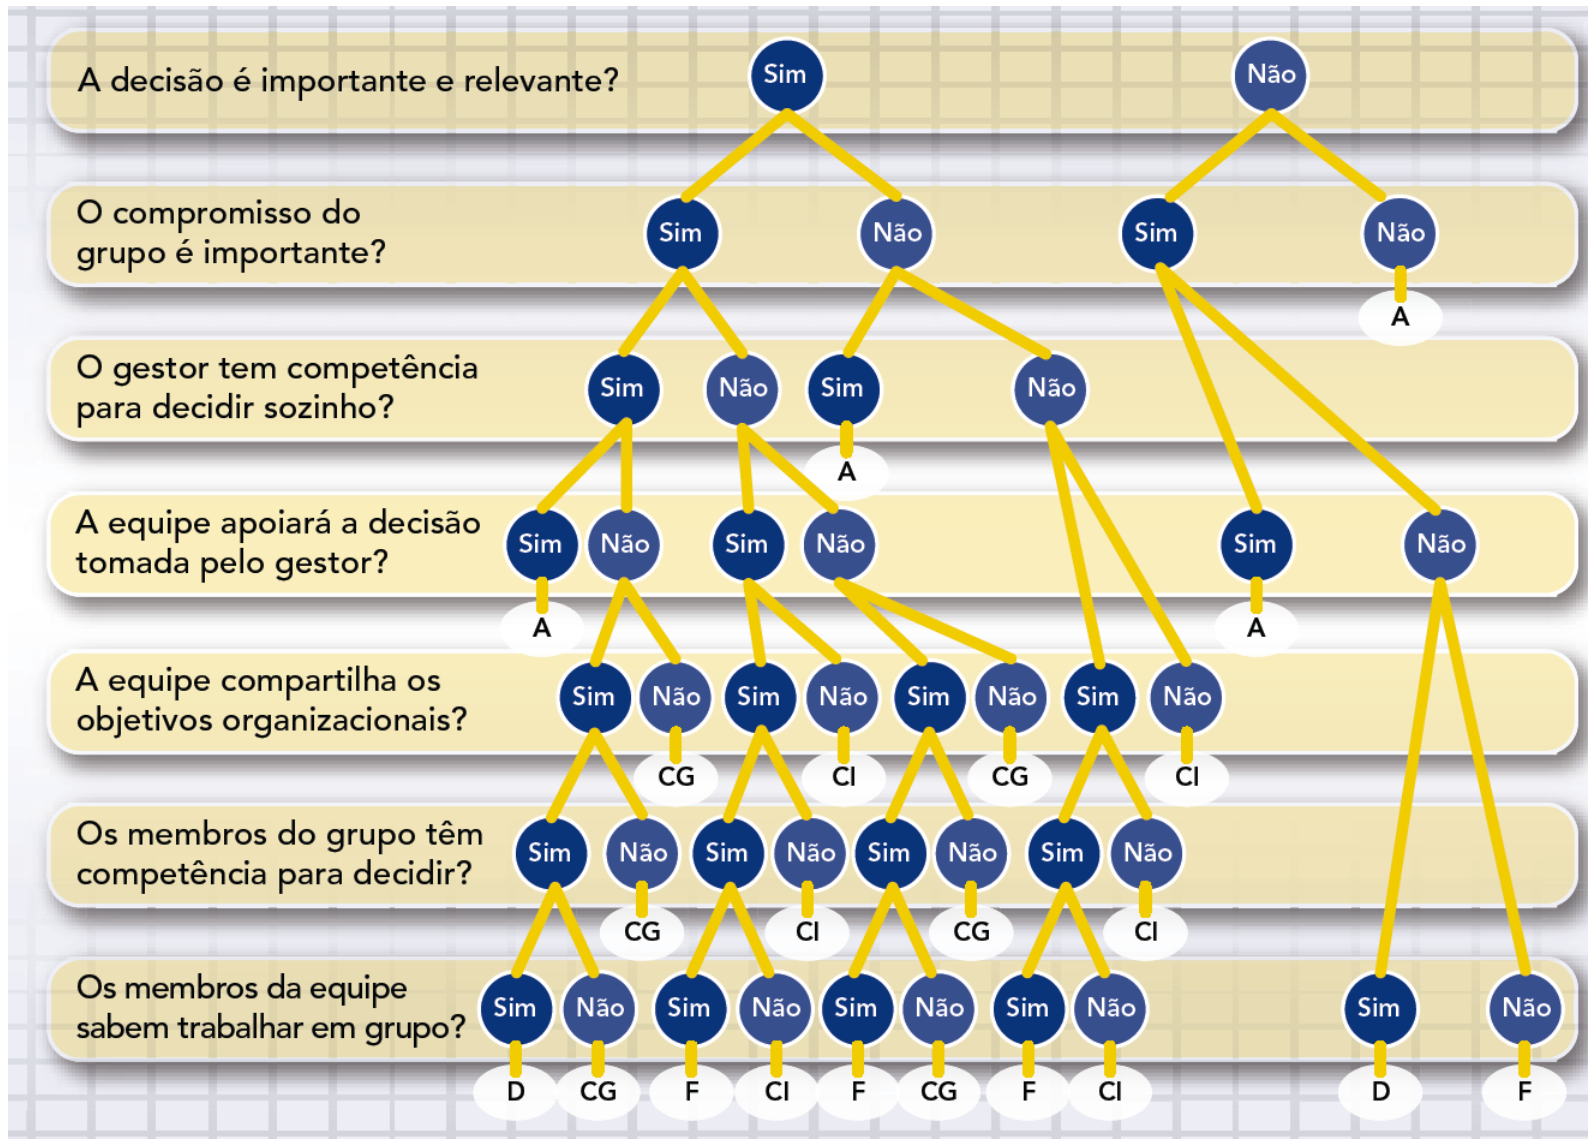 A decisão é importante e relevante?
Sim Não
O compromisso do
grupo é importante?
Sim Não Sim Não
A
O gestor tem competência
para decidir sozinho?
Sim Não Sim Não
A
A equipe apoiará a decisão
tomada pelo gestor?
Sim Não Sim Não Sim Não
A A
A equipe compartilha os
objetivos organizacionais?
Sim Não Sim Não Sim Não Sim Não
CG CI CG CI
Os membros do grupo têm
competência para decidir?
Sim Não Sim Não Sim Não Sim Não
CG CI CG CI
Os membros da equipe
sabem trabalhar em grupo?
Sim Não Sim Não Sim Não Sim Não Sim Não
D CG F CI F CG F CI D F